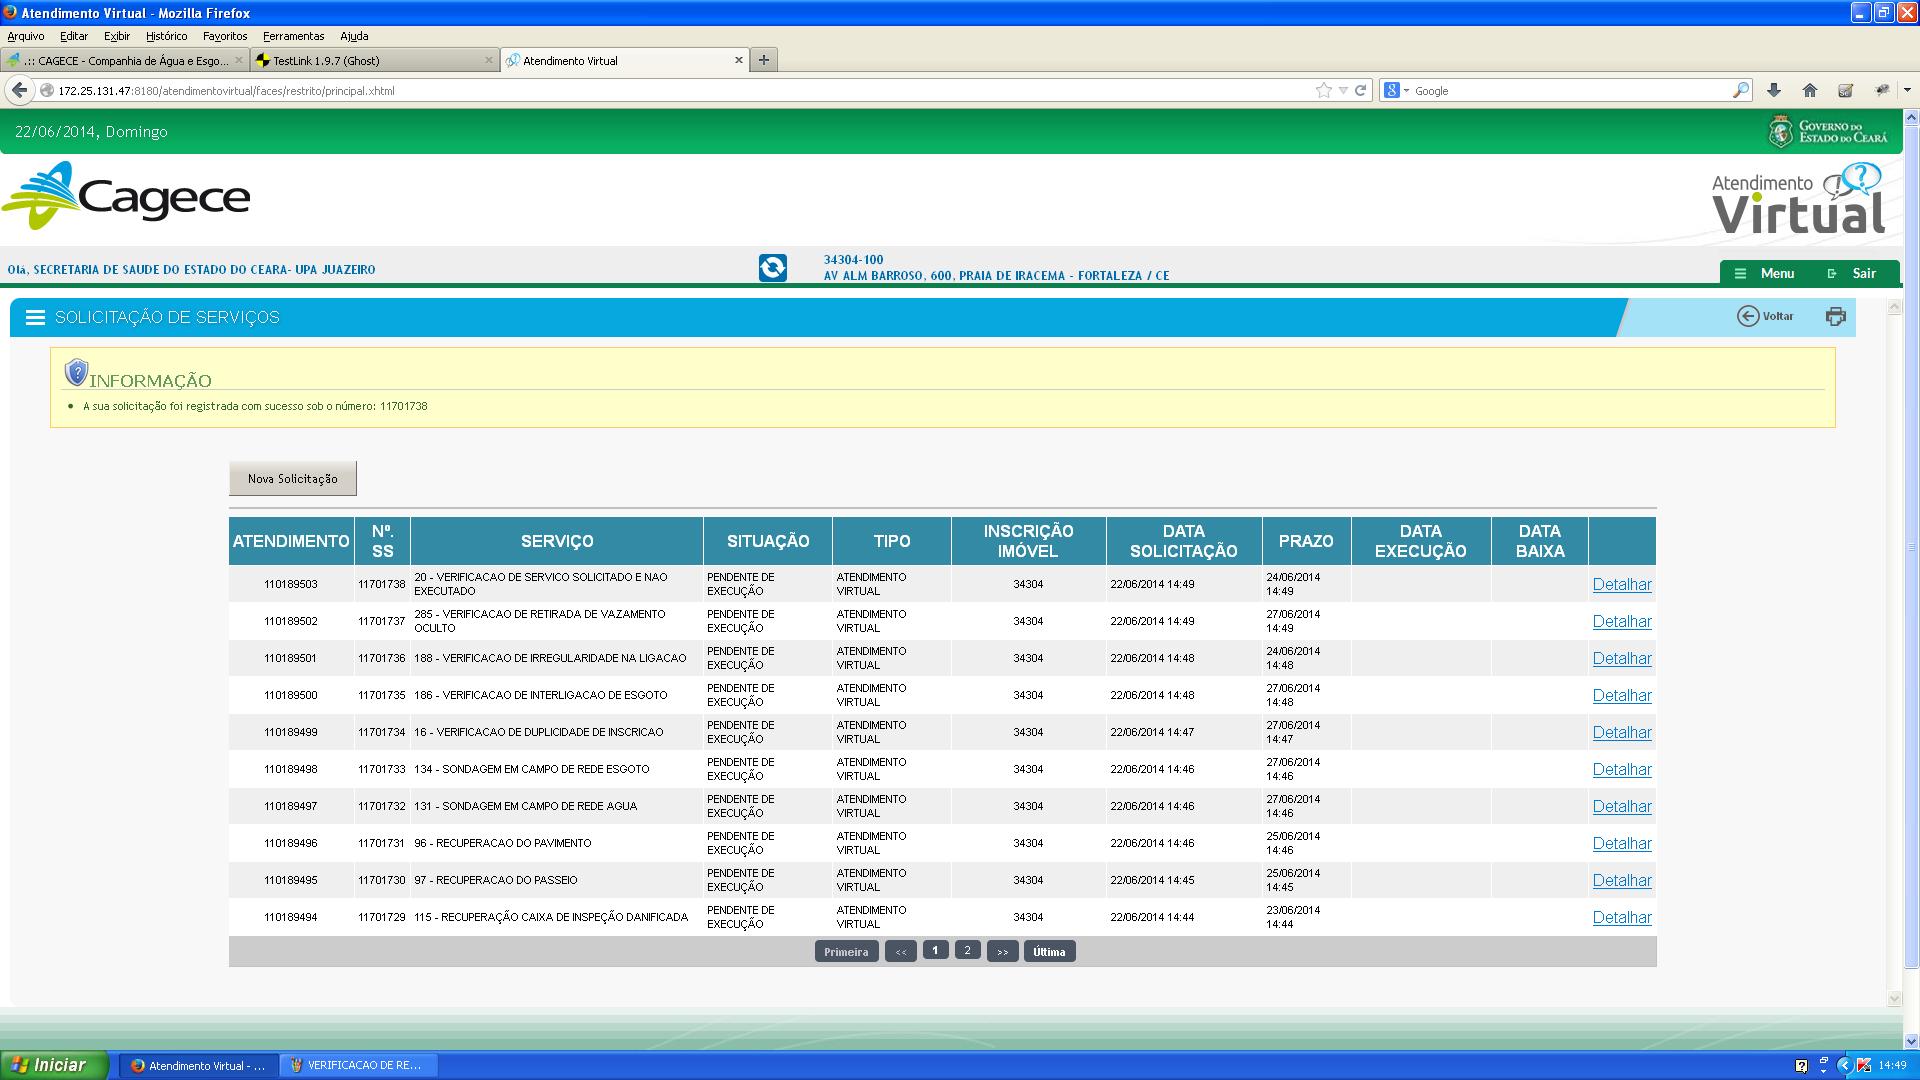 Atendimento Virtual - Mozilla Firefox
Arquivo Editar Exibir Histórico Favoritos Ferramentas Ajuda
.:: CAGECE - Companhia de Água e Esgo... TestLink 1.9.7 (Ghost) Atendimento Virtual
172.25.131.47:8180/atendimentovirtual/faces/restrito/principal.xhtml Google
22/06/2014, Domingo
GOVERNO DO
ESTADO DO CEARÁ
Cagece
Atendimento
Virtual
Olá, SECRETARIA DE SAUDE DO ESTADO DO CEARA- UPA JUAZEIRO
34304-100
AV ALM BARROSO, 600, PRAIA DE IRACEMA - FORTALEZA / CE
Menu Sair
SOLICITAÇÃO DE SERVIÇOS
Voltar
INFORMAÇÃO
A sua solicitação foi registrada com sucesso sob o número: 11701738
Nova Solicitação
ATENDIMENTO Nº. SS SERVIÇO SITUAÇÃO TIPO INSCRIÇÃO IMÓVEL DATA SOLICITAÇÃO PRAZO DATA EXECUÇÃO DATA BAIXA
110189503 11701738 20 - VERIFICACAO DE SERVICO SOLICITADO E NAO EXECUTADO PENDENTE DE EXECUÇÃO ATENDIMENTO VIRTUAL 34304 22/06/2014 14:49 24/06/2014 14:49 Detalhar
110189502 11701737 285 - VERIFICACAO DE RETIRADA DE VAZAMENTO OCULTO PENDENTE DE EXECUÇÃO ATENDIMENTO VIRTUAL 34304 22/06/2014 14:49 27/06/2014 14:49 Detalhar
110189501 11701736 188 - VERIFICACAO DE IRREGULARIDADE NA LIGACAO PENDENTE DE EXECUÇÃO ATENDIMENTO VIRTUAL 34304 22/06/2014 14:48 24/06/2014 14:48 Detalhar
110189500 11701735 186 - VERIFICACAO DE INTERLIGACAO DE ESGOTO PENDENTE DE EXECUÇÃO ATENDIMENTO VIRTUAL 34304 22/06/2014 14:48 27/06/2014 14:48 Detalhar
110189499 11701734 16 - VERIFICACAO DE DUPLICIDADE DE INSCRICAO PENDENTE DE EXECUÇÃO ATENDIMENTO VIRTUAL 34304 22/06/2014 14:47 27/06/2014 14:47 Detalhar
110189498 11701733 134 - SONDAGEM EM CAMPO DE REDE ESGOTO PENDENTE DE EXECUÇÃO ATENDIMENTO VIRTUAL 34304 22/06/2014 14:46 27/06/2014 14:46 Detalhar
110189497 11701732 131 - SONDAGEM EM CAMPO DE REDE AGUA PENDENTE DE EXECUÇÃO ATENDIMENTO VIRTUAL 34304 22/06/2014 14:46 27/06/2014 14:46 Detalhar
110189496 11701731 96 - RECUPERACAO DO PAVIMENTO PENDENTE DE EXECUÇÃO ATENDIMENTO VIRTUAL 34304 22/06/2014 14:46 25/06/2014 14:46 Detalhar
110189495 11701730 97 - RECUPERACAO DO PASSEIO PENDENTE DE EXECUÇÃO ATENDIMENTO VIRTUAL 34304 22/06/2014 14:45 25/06/2014 14:45 Detalhar
110189494 11701729 115 - RECUPERAÇÃO CAIXA DE INSPEÇÃO DANIFICADA PENDENTE DE EXECUÇÃO ATENDIMENTO VIRTUAL 34304 22/06/2014 14:44 23/06/2014 14:44 Detalhar
Primeira << 1 2 >> Última
Iniciar Atendimento Virtual - ... VERIFICACAO DE RE... 14:49